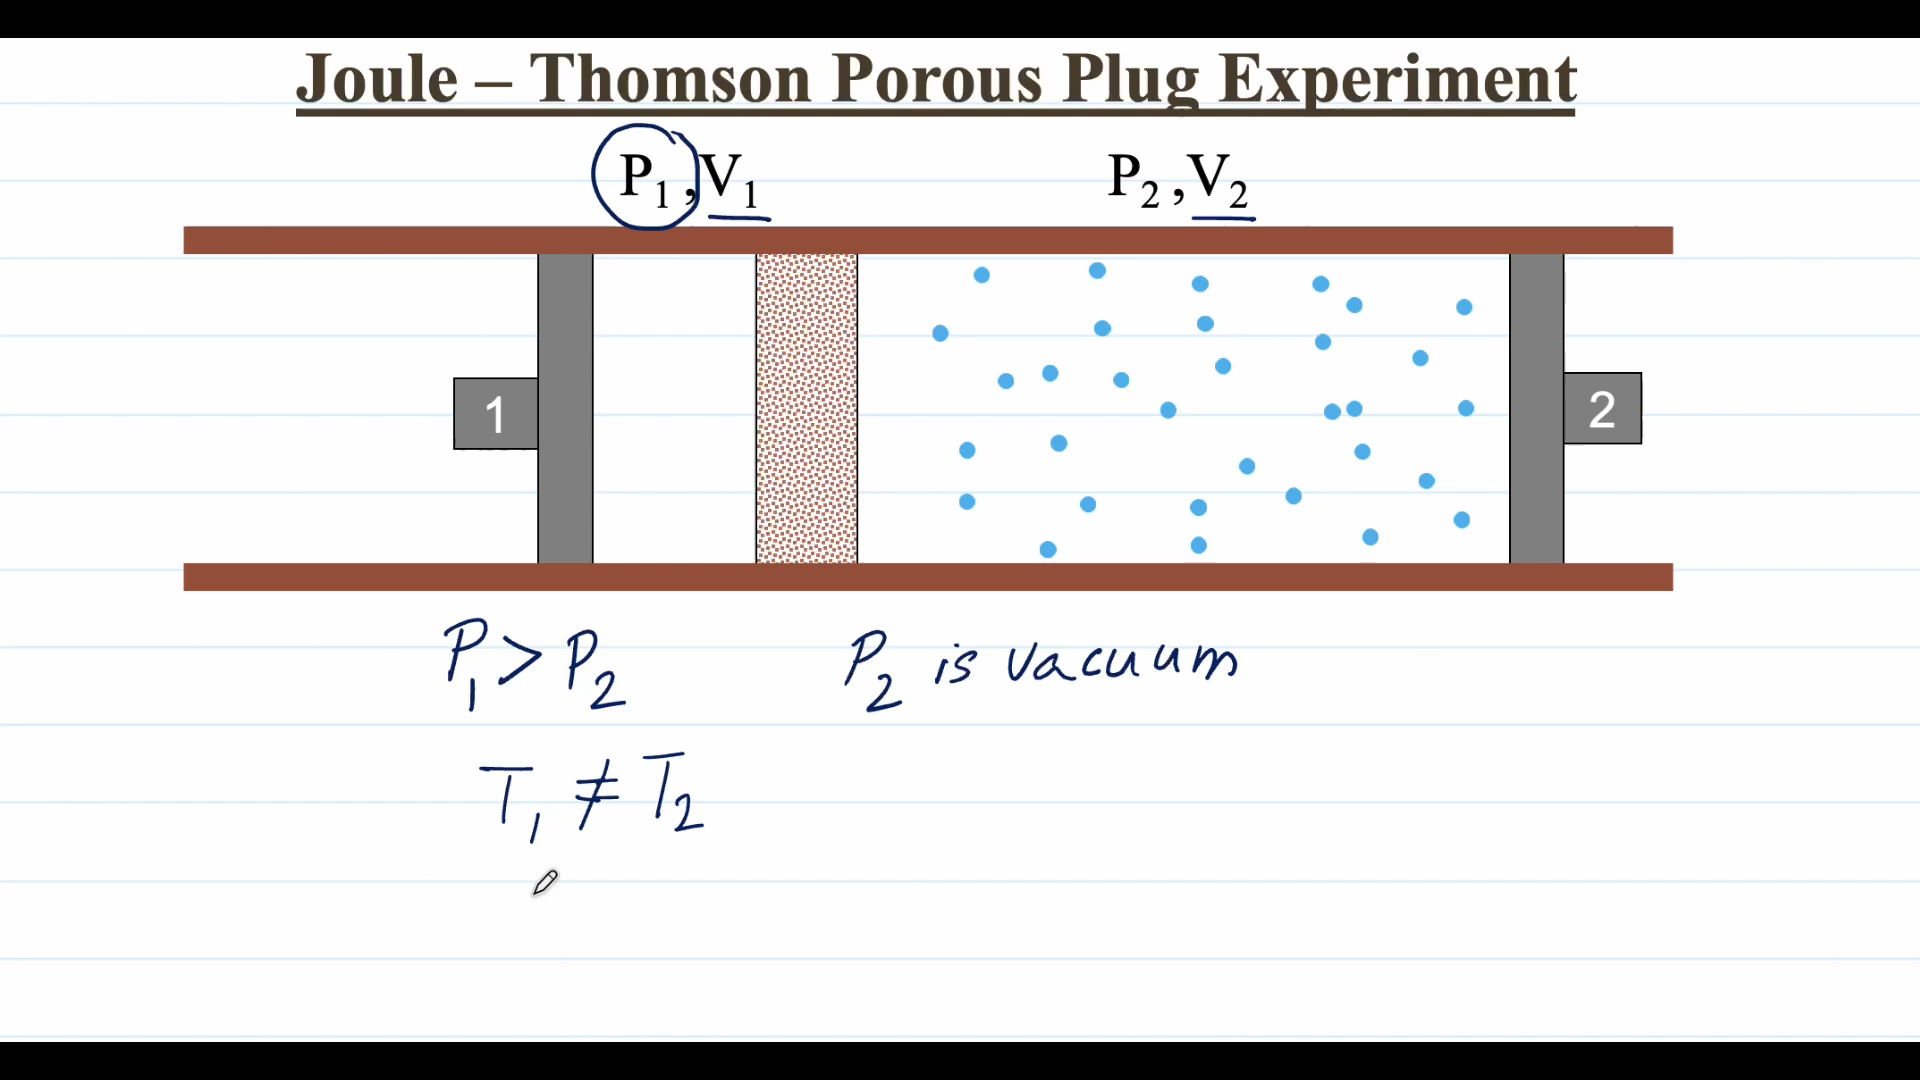 Joule – Thomson Porous Plug Experiment
P₁ ,V₁ P₂ ,V₂
1 2
P₁ > P₂ P₂ is vacuum
T₁ ≠ T₂